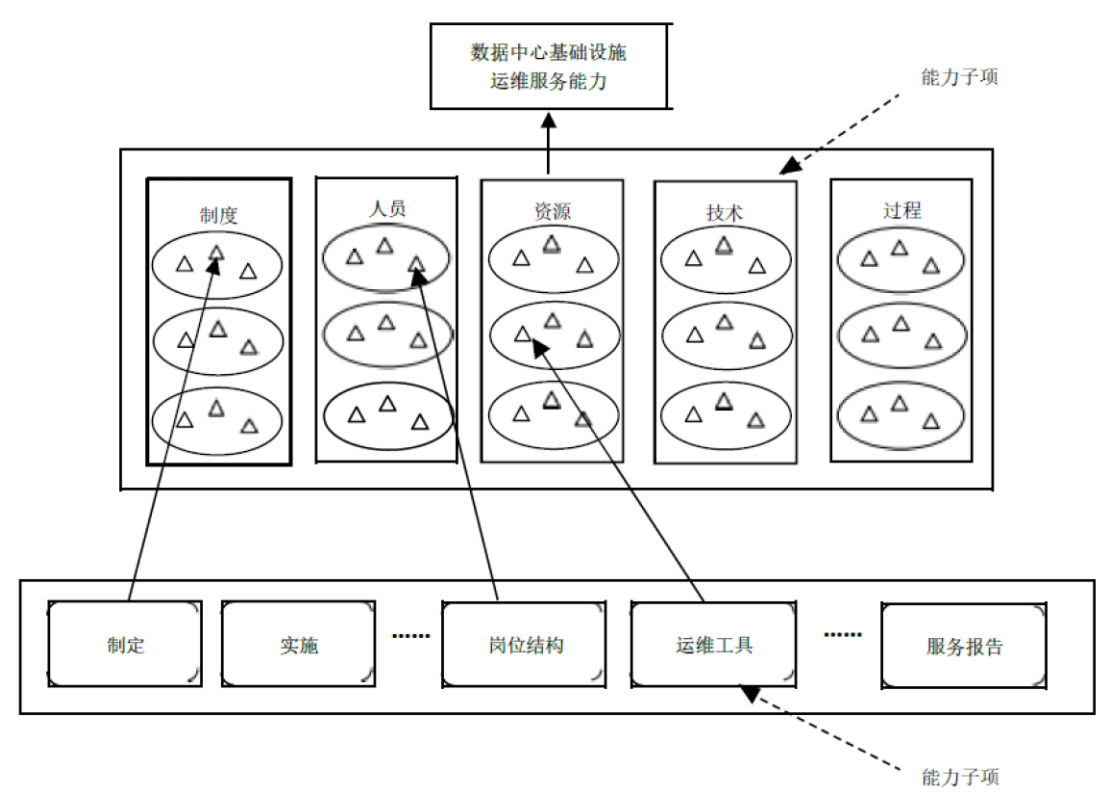 数据中心基础设施
运维服务能力
能力子项
制度
人员
资源
技术
过程
制定
实施
……
岗位结构
运维工具
……
服务报告
能力子项